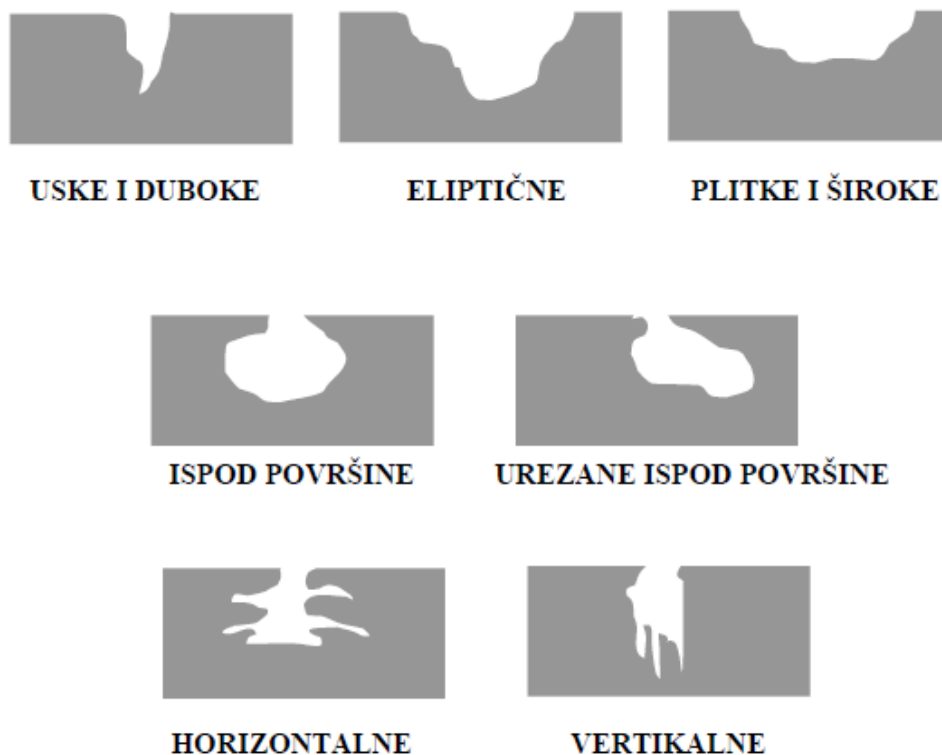 USKE I DUBOKE
ELIPTIČNE
PLITKE I ŠIROKE
ISPOD POVRŠINE
UREZANE ISPOD POVRŠINE
HORIZONTALNE
VERTIKALNE